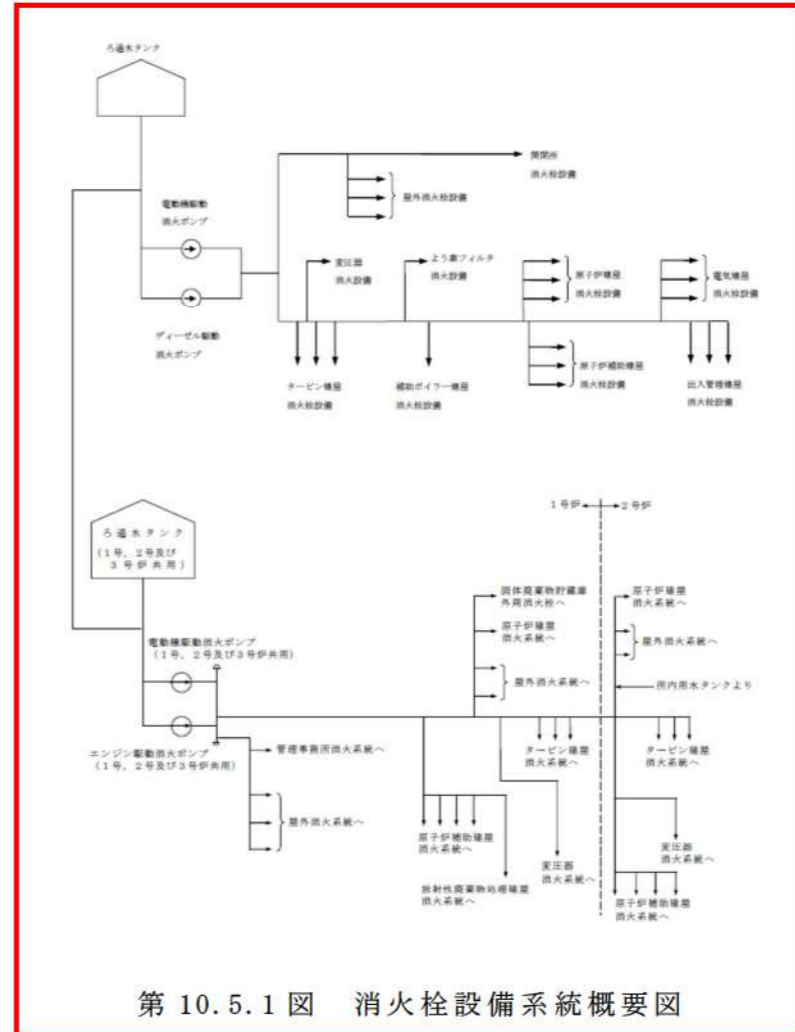 ろ過水タンク
開閉所
消火栓設備
屋外消火栓設備
電動機駆動
消火ポンプ
変圧器
消火設備
よう素フィルタ
消火設備
原子炉建屋
消火栓設備
電気建屋
消火栓設備
ディーゼル駆動
消火ポンプ
タービン建屋
消火栓設備
補助ボイラー建屋
消火栓設備
原子炉補助建屋
消火栓設備
出入管理建屋
消火栓設備
1号炉
2号炉
ろ過水タンク
(1号、2号及び
3号炉共用)
固体廃棄物貯蔵庫
外周消火栓へ
原子炉建屋
消火系統へ
屋外消火系統へ
原子炉建屋
消火系統へ
屋外消火系統へ
所内用水タンクより
電動機駆動消火ポンプ
(1号、2号及び3号炉共用)
エンジン駆動消火ポンプ
(1号、2号及び3号炉共用)
管理事務所消火系統へ
屋外消火系統へ
タービン建屋
消火系統へ
タービン建屋
消火系統へ
原子炉補助建屋
消火系統へ
変圧器
消火系統へ
放射性廃棄物処理建屋
消火系統へ
変圧器
消火系統へ
原子炉補助建屋
消火系統へ
第 10.5.1 図 消火栓設備系統概要図